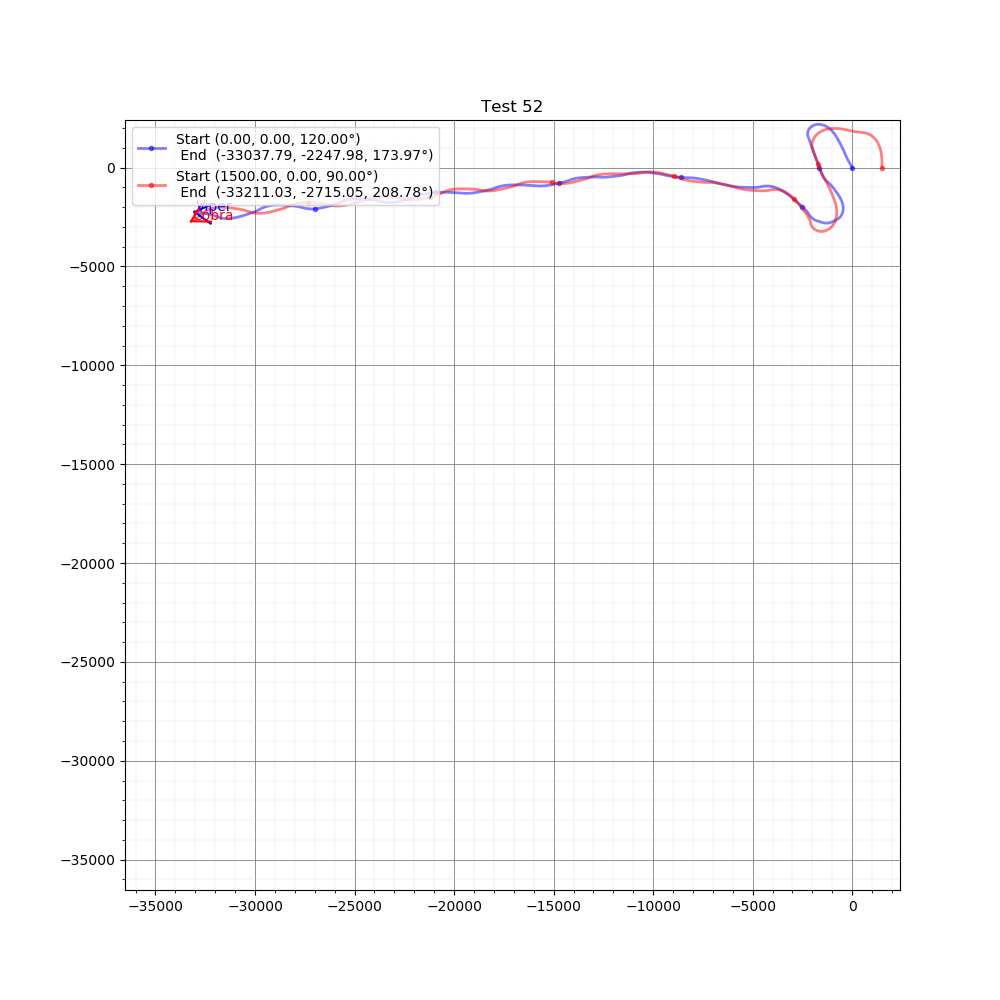 Test 52
Start (0.00, 0.00, 120.00°)
End (-33037.79, -2247.98, 173.97°)
Start (1500.00, 0.00, 90.00°)
End (-33211.03, -2715.05, 208.78°)
Cobra
0
−5000
−10000
−15000
−20000
−25000
−30000
−35000
−35000 −30000 −25000 −20000 −15000 −10000 −5000 0